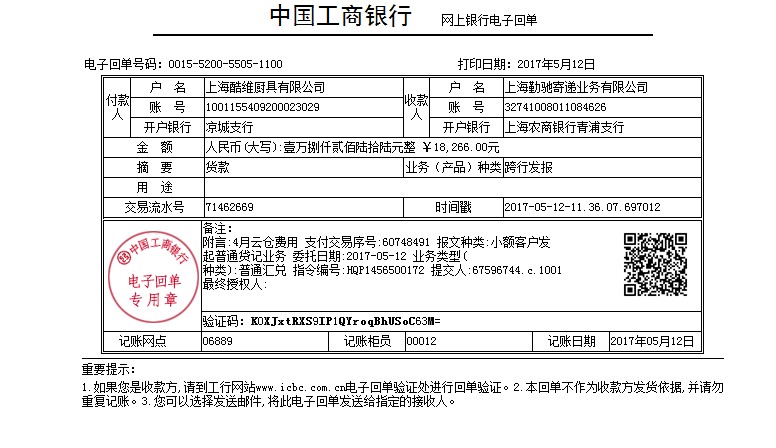 中国工商银行 网上银行电子回单
电子回单号码：0015-5200-5505-1100 打印日期：2017年5月12日
付款人 户 名 上海酷维厨具有限公司 收款人 户 名 上海勤驰寄递业务有限公司
账 号 1001155409200023029 账 号 32741008011084626
开户银行 凉城支行 开户银行 上海农商银行青浦支行
金 额 人民币(大写):壹万捌仟贰佰陆拾陆元整 ￥18,266.00元
摘 要 货款 业务（产品）种类 跨行发报
用 途
交易流水号 71462669 时间戳 2017-05-12-11.36.07.697012
中国工商银行
电子回单
专用章
备注：
附言:4月云仓费用 支付交易序号:60748491 报文种类:小额客户发
起普通贷记业务 委托日期:2017-05-12 业务类型(
种类):普通汇兑 指令编号:HQP1456500172 提交人:67596744.c.1001
最终授权人:
验证码：K0XJxtRXS9IP1QYroqBhUSoC63M=
记账网点 06889 记账柜员 00012 记账日期 2017年05月12日
重要提示：
1.如果您是收款方,请到工行网站www.icbc.com.cn电子回单验证处进行回单验证。2.本回单不作为收款方发货依据,并请勿
重复记账。3.您可以选择发送邮件,将此电子回单发送给指定的接收人。